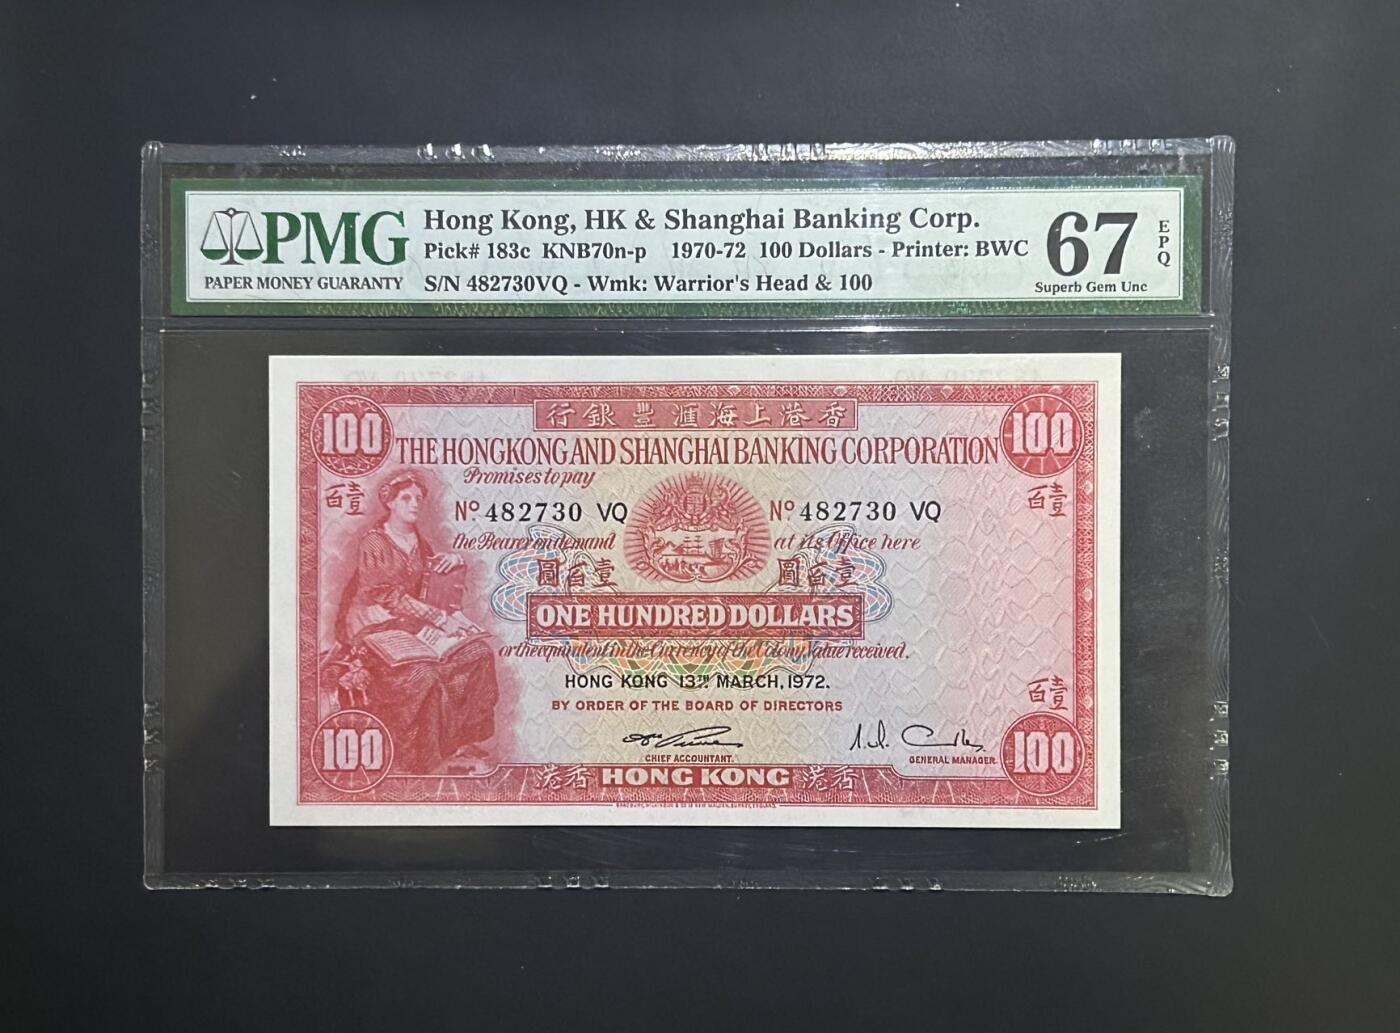 PMG
PAPER MONEY GUARANTY
Hong Kong, HK & Shanghai Banking Corp.
Pick# 183c KNB70n-p 1970-72 100 Dollars - Printer: BWC
S/N 482730VQ - Wmk: Warrior's Head & 100
67
EPQ
Superb Gem Unc
行銀豐滙海上港香
100 100
THE HONGKONG AND SHANGHAI BANKING CORPORATION
Promises to pay
百壹 百壹
Nº 482730 VQ Nº 482730 VQ
the Bearer on demand at its Office here
圓百壹 圓百壹
ONE HUNDRED DOLLARS
or the equivalent in the Currency of the Colony, Value received.
HONG KONG 13TH MARCH, 1972.
百壹
BY ORDER OF THE BOARD OF DIRECTORS
100 100
CHIEF ACCOUNTANT. GENERAL MANAGER.
港香 HONG KONG 港香